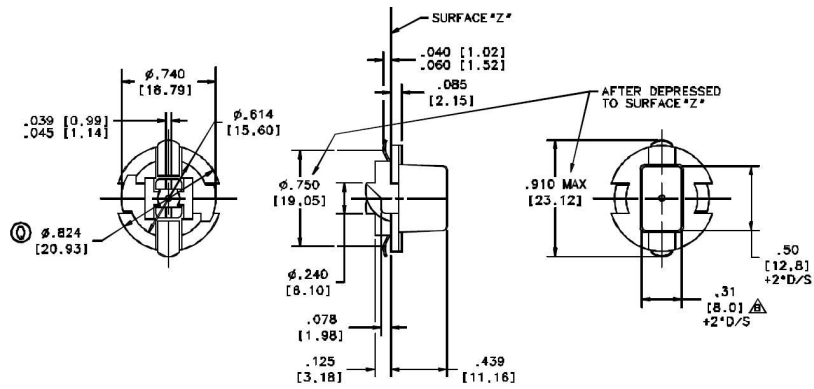 SURFACE"Z"
.040 [1.02]
.060 [1.52]
.085
[2.15]
AFTER DEPRESSED
TO SURFACE"Z"
Ø.740
[18.79]
.039 [0.99]
.045 [1.14]
Ø.614
[15.60]
Ø.824
[20.93]
Ø.750
[19.05]
Ø.240
[6.10]
.078
[1.98]
.125
[3.18]
.439
[11.16]
.910 MAX
[23.12]
.50
[12.8]
+2°D/S
.31
[8.0]
+2°D/S